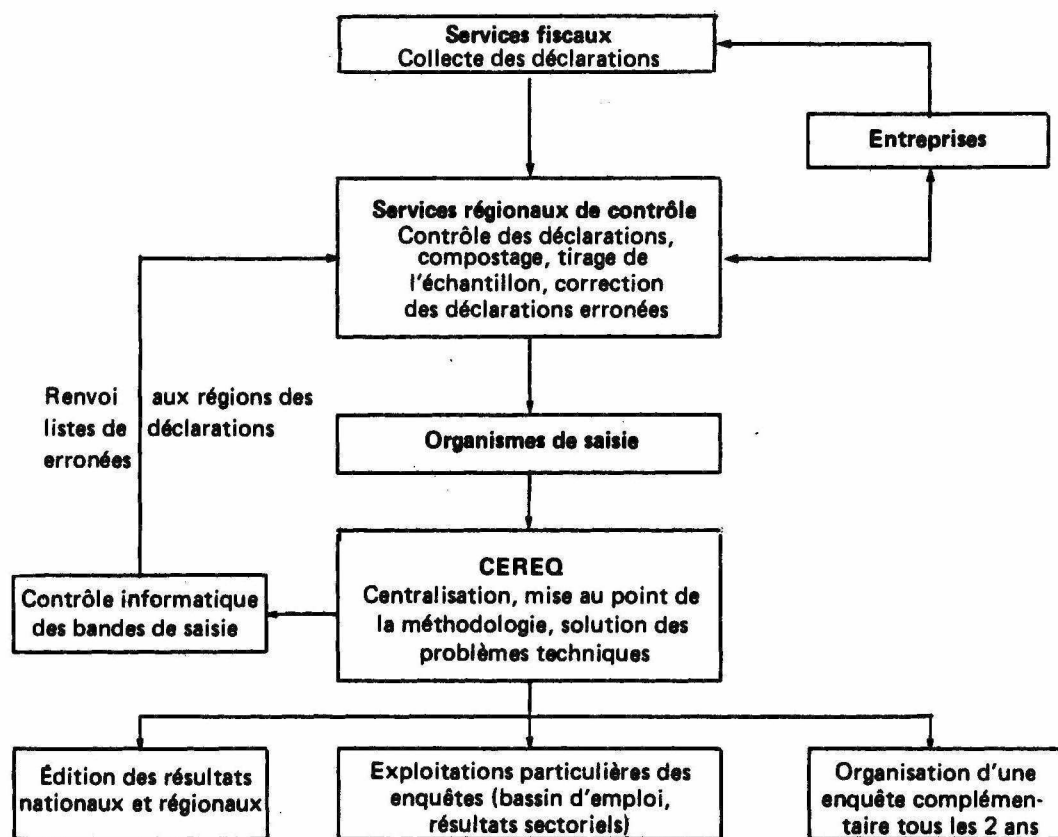 Services fiscaux
Collecte des déclarations
Entreprises
Services régionaux de contrôle
Contrôle des déclarations,
compostage, tirage de
l'échantillon, correction
des déclarations erronées
Renvoi aux régions des
listes de déclarations
erronées
Organismes de saisie
CEREQ
Centralisation, mise au point de
la méthodologie, solution des
problèmes techniques
Contrôle informatique
des bandes de saisie
Édition des résultats
nationaux et régionaux
Exploitations particulières des
enquêtes (bassin d'emploi,
résultats sectoriels)
Organisation d'une
enquête complémen-
taire tous les 2 ans